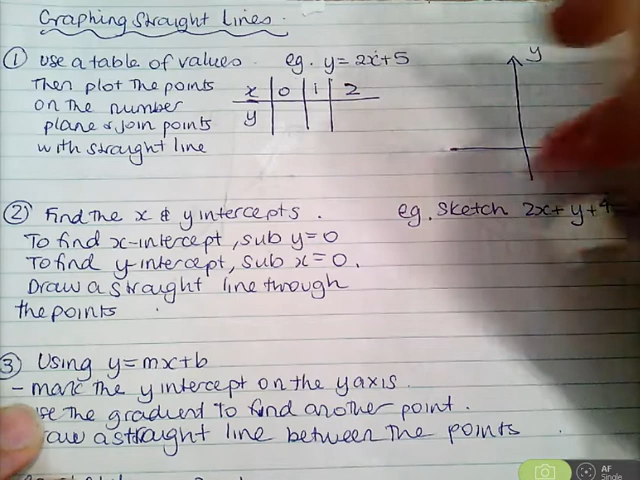 Graphing Straight Lines.
① Use a table of values. eg. y = 2x + 5
Then plot the points
on the number
plane & join points
with straight line
x 0 1 2
y
y
② Find the x & y intercepts. eg. Sketch 2x + y + 4
To find x-intercept, sub y = 0
To find y-intercept, sub x = 0.
Draw a straight line through
the points
③ Using y = mx + b
- mark the y intercept on the y axis.
the gradient to find another point.
a straight line between the points
AF
Single